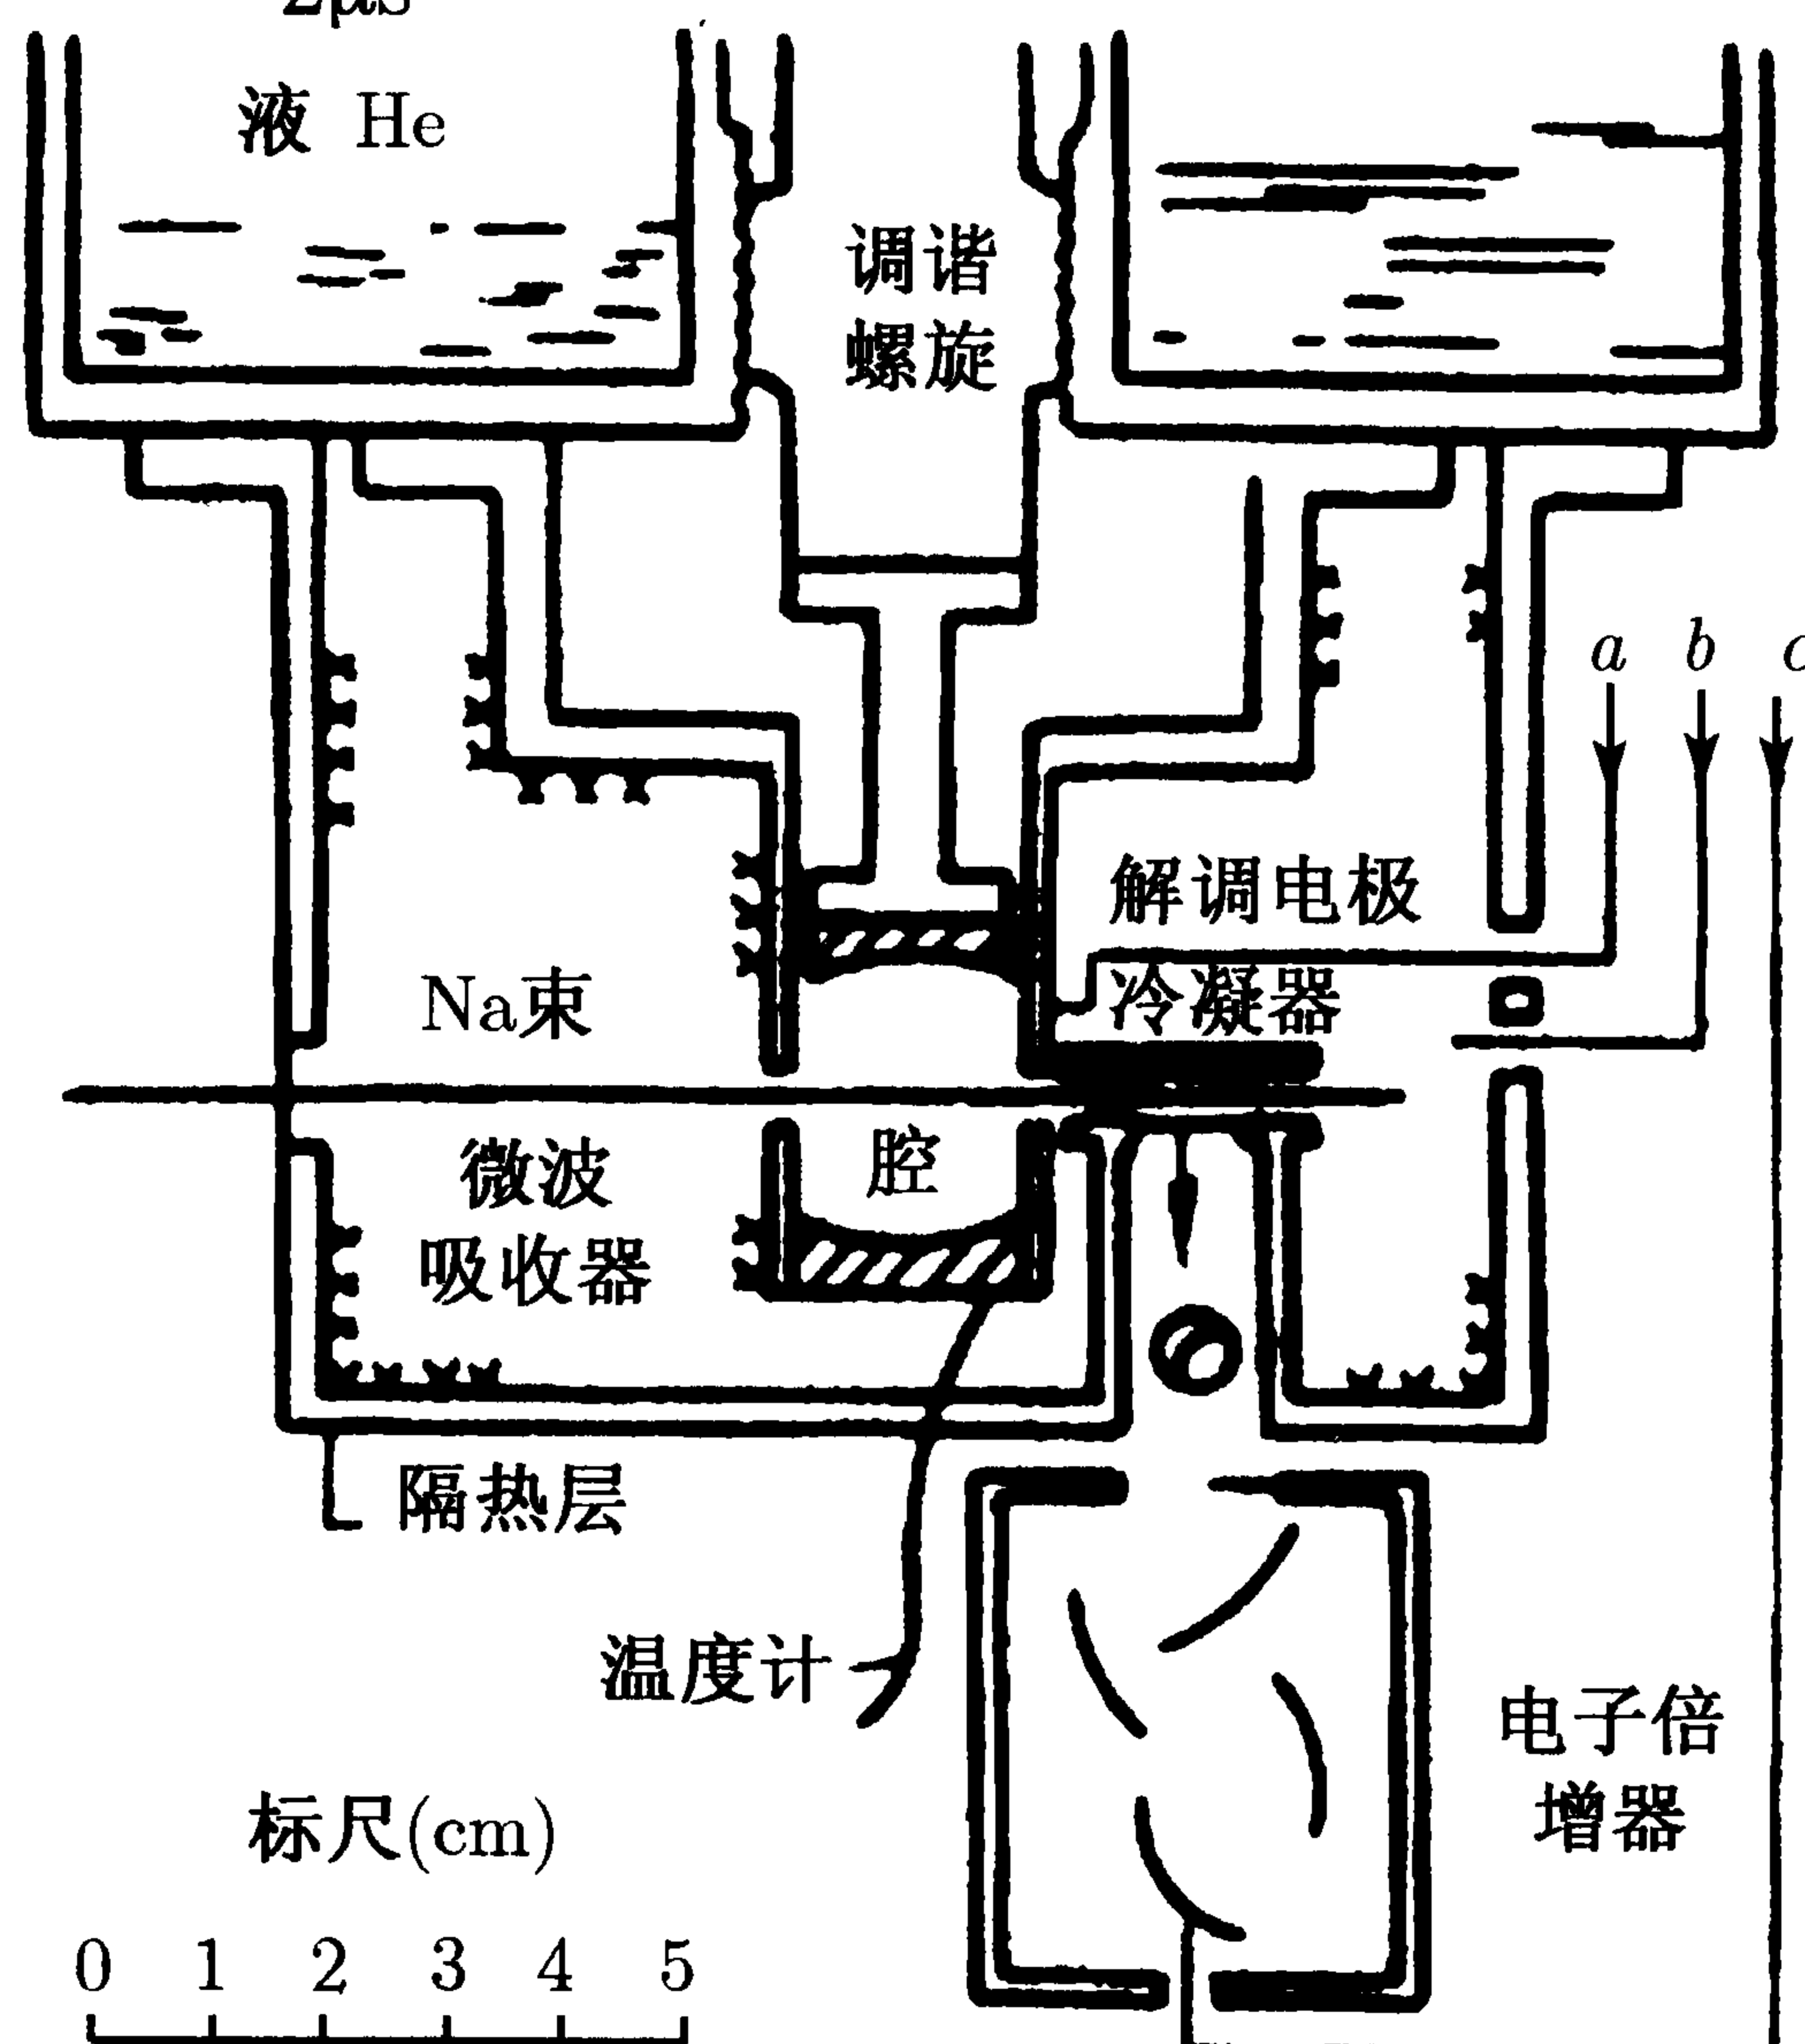 2μs
液 He
调谐
螺旋
a b c
解调电极
冷凝器
Na束
微波
吸收器
腔
隔热层
温度计
电子倍
增器
标尺(cm)
0 1 2 3 4 5